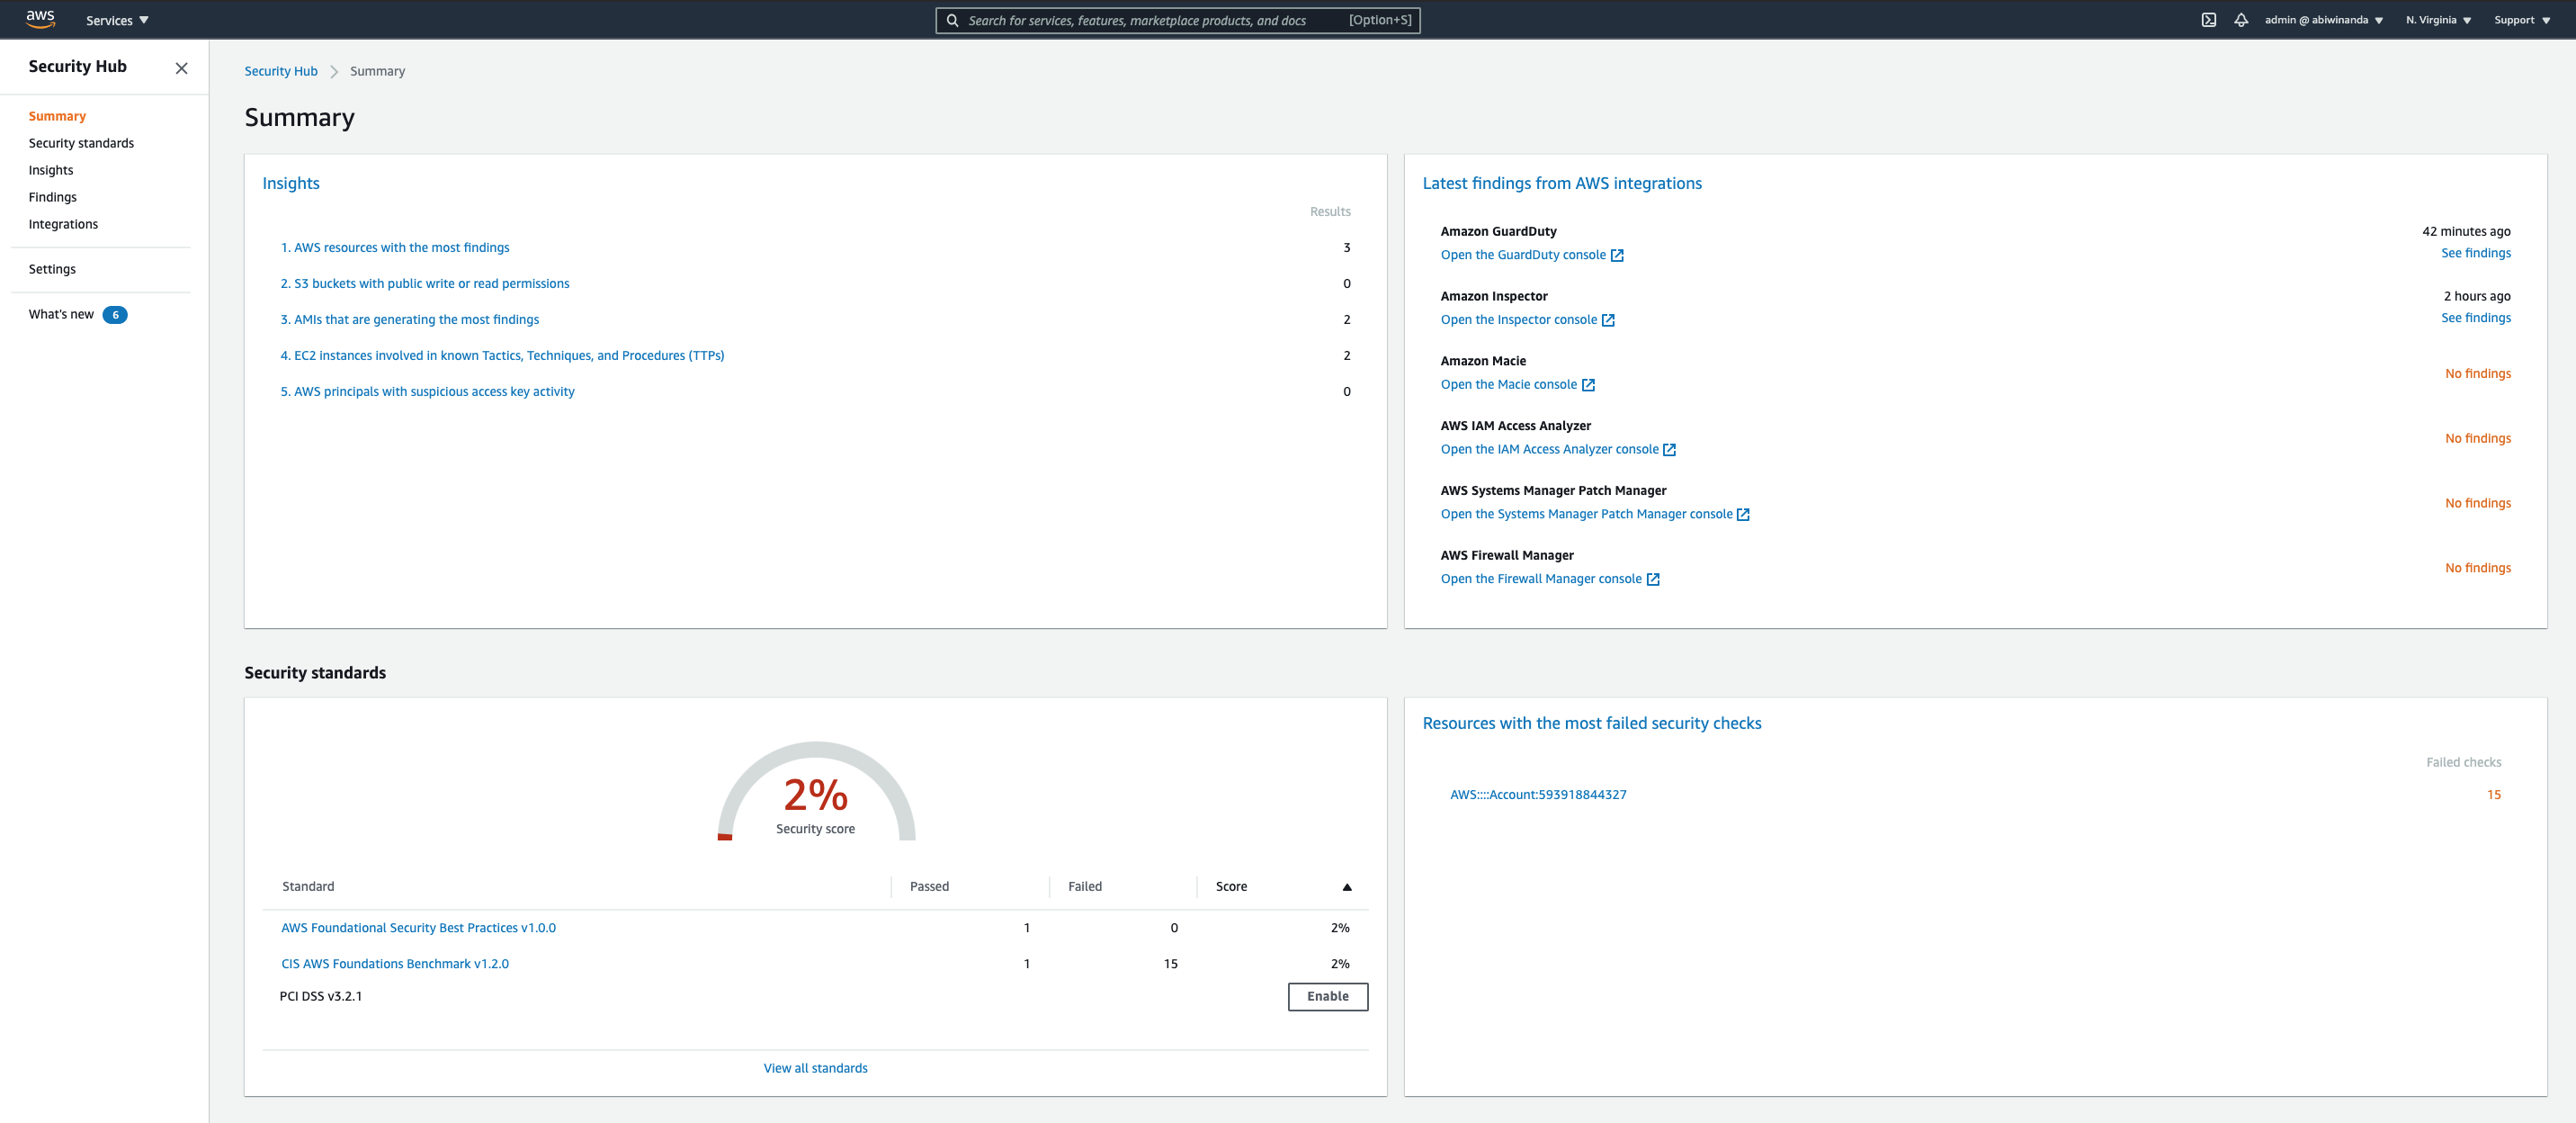 aws Services Search for services, features, marketplace products, and docs [Option+S] admin @ abiwinanda N. Virginia Support
Security Hub
Summary
Security standards
Insights
Findings
Integrations
Settings
What's new 6
Security Hub Summary
Summary
Insights
Results
1. AWS resources with the most findings 3
2. S3 buckets with public write or read permissions 0
3. AMIs that are generating the most findings 2
4. EC2 instances involved in known Tactics, Techniques, and Procedures (TTPs) 2
5. AWS principals with suspicious access key activity 0
Latest findings from AWS integrations
Amazon GuardDuty 42 minutes ago
Open the GuardDuty console See findings
Amazon Inspector 2 hours ago
Open the Inspector console See findings
Amazon Macie
Open the Macie console No findings
AWS IAM Access Analyzer
Open the IAM Access Analyzer console No findings
AWS Systems Manager Patch Manager
Open the Systems Manager Patch Manager console No findings
AWS Firewall Manager
Open the Firewall Manager console No findings
Security standards
2%
Security score
Standard Passed Failed Score
AWS Foundational Security Best Practices v1.0.0 1 0 2%
CIS AWS Foundations Benchmark v1.2.0 1 15 2%
PCI DSS v3.2.1 Enable
View all standards
Resources with the most failed security checks
Failed checks
AWS::::Account:593918844327 15